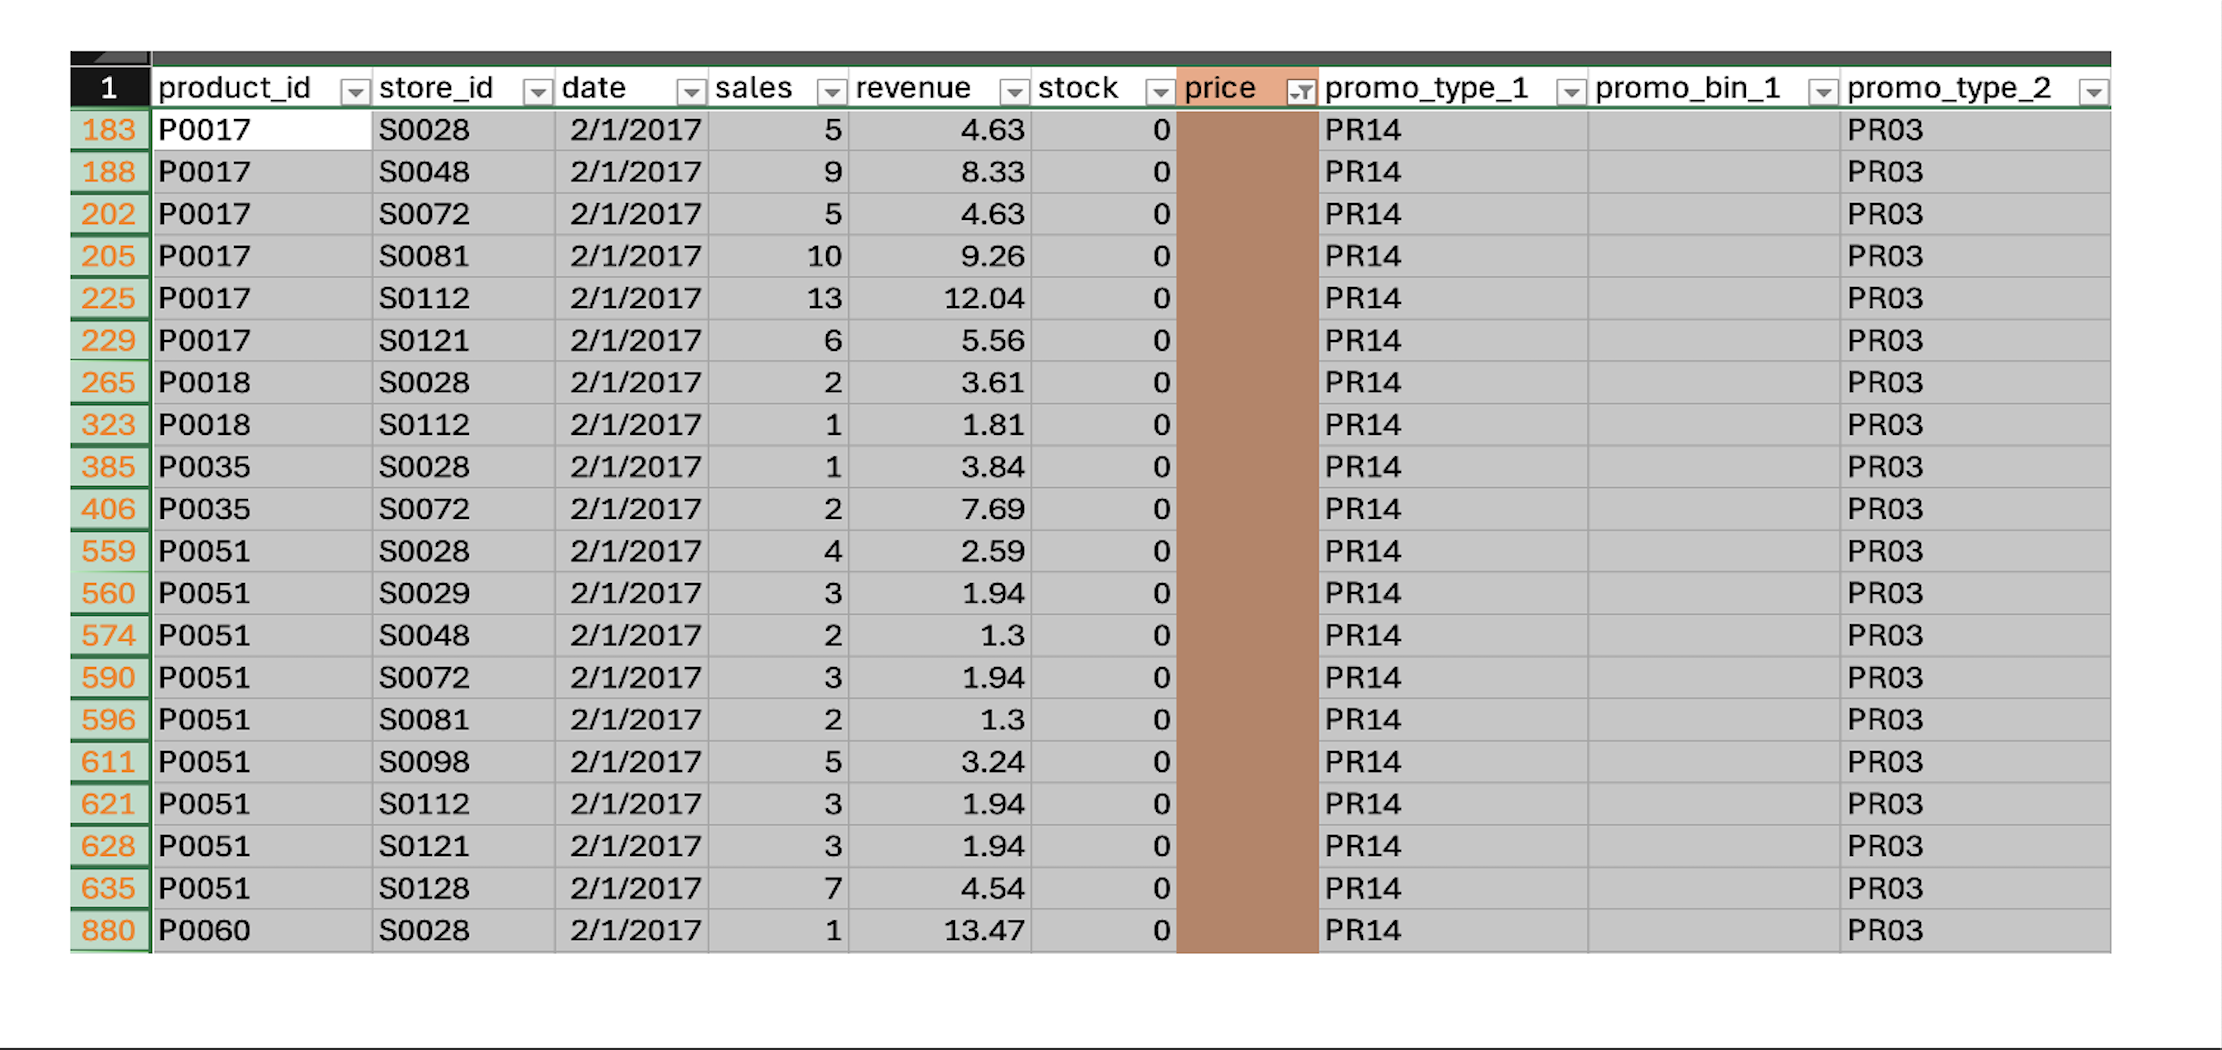 1 product_id store_id date sales revenue stock price promo_type_1 promo_bin_1 promo_type_2
183 P0017 S0028 2/1/2017 5 4.63 0 PR14 PR03
188 P0017 S0048 2/1/2017 9 8.33 0 PR14 PR03
202 P0017 S0072 2/1/2017 5 4.63 0 PR14 PR03
205 P0017 S0081 2/1/2017 10 9.26 0 PR14 PR03
225 P0017 S0112 2/1/2017 13 12.04 0 PR14 PR03
229 P0017 S0121 2/1/2017 6 5.56 0 PR14 PR03
265 P0018 S0028 2/1/2017 2 3.61 0 PR14 PR03
323 P0018 S0112 2/1/2017 1 1.81 0 PR14 PR03
385 P0035 S0028 2/1/2017 1 3.84 0 PR14 PR03
406 P0035 S0072 2/1/2017 2 7.69 0 PR14 PR03
559 P0051 S0028 2/1/2017 4 2.59 0 PR14 PR03
560 P0051 S0029 2/1/2017 3 1.94 0 PR14 PR03
574 P0051 S0048 2/1/2017 2 1.3 0 PR14 PR03
590 P0051 S0072 2/1/2017 3 1.94 0 PR14 PR03
596 P0051 S0081 2/1/2017 2 1.3 0 PR14 PR03
611 P0051 S0098 2/1/2017 5 3.24 0 PR14 PR03
621 P0051 S0112 2/1/2017 3 1.94 0 PR14 PR03
628 P0051 S0121 2/1/2017 3 1.94 0 PR14 PR03
635 P0051 S0128 2/1/2017 7 4.54 0 PR14 PR03
880 P0060 S0028 2/1/2017 1 13.47 0 PR14 PR03